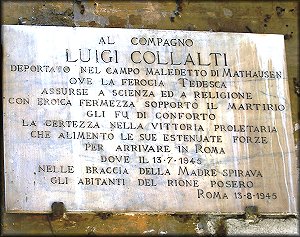 AL COMPAGNO
LUIGI COLLALTI
DEPORTATO NEL CAMPO MALEDETTO DI MATHAUSEN
OVE LA FEROCIA TEDESCA
ASSURSE A SCIENZA ED A RELIGIONE
CON EROICA FERMEZZA SOPPORTO IL MARTIRIO
GLI FU DI CONFORTO
LA CERTEZZA NELLA VITTORIA PROLETARIA
CHE ALIMENTO LE SUE ESTENUATE FORZE
PER ARRIVARE IN ROMA
DOVE IL 13-7-1945
NELLE BRACCIA DELLA MADRE SPIRAVA
GLI ABITANTI DEL RIONE POSERO
ROMA 13-8-1945